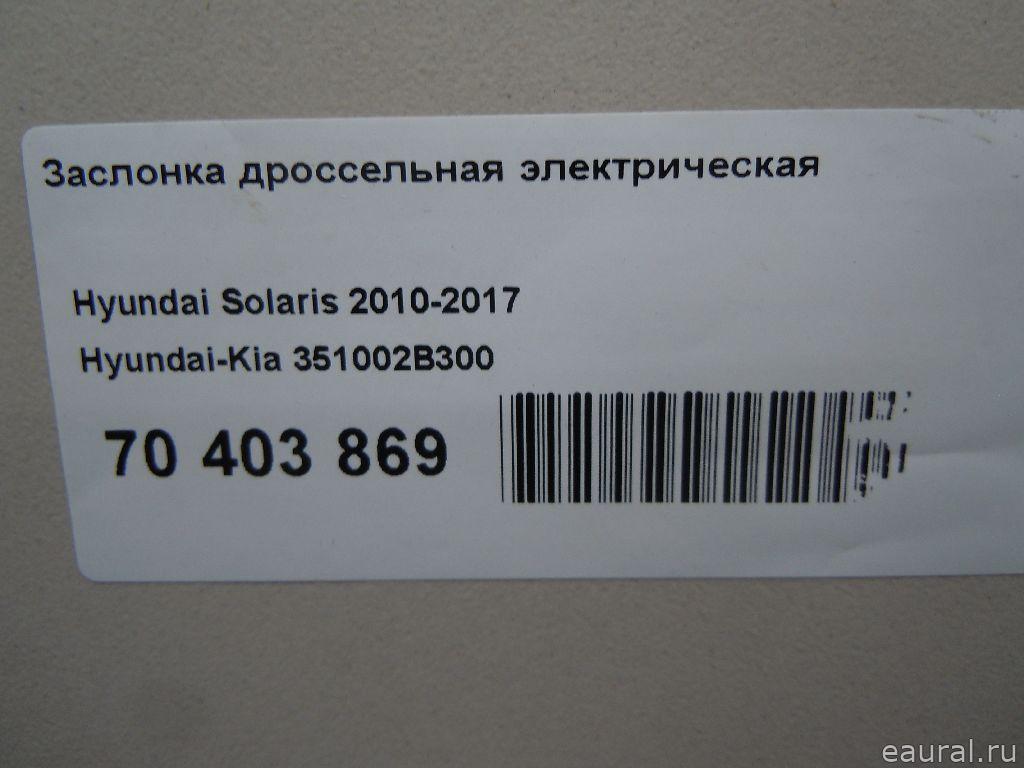 Заслонка дроссельная электрическая
Hyundai Solaris 2010-2017
Hyundai-Kia 351002B300
70 403 869
eaural.ru